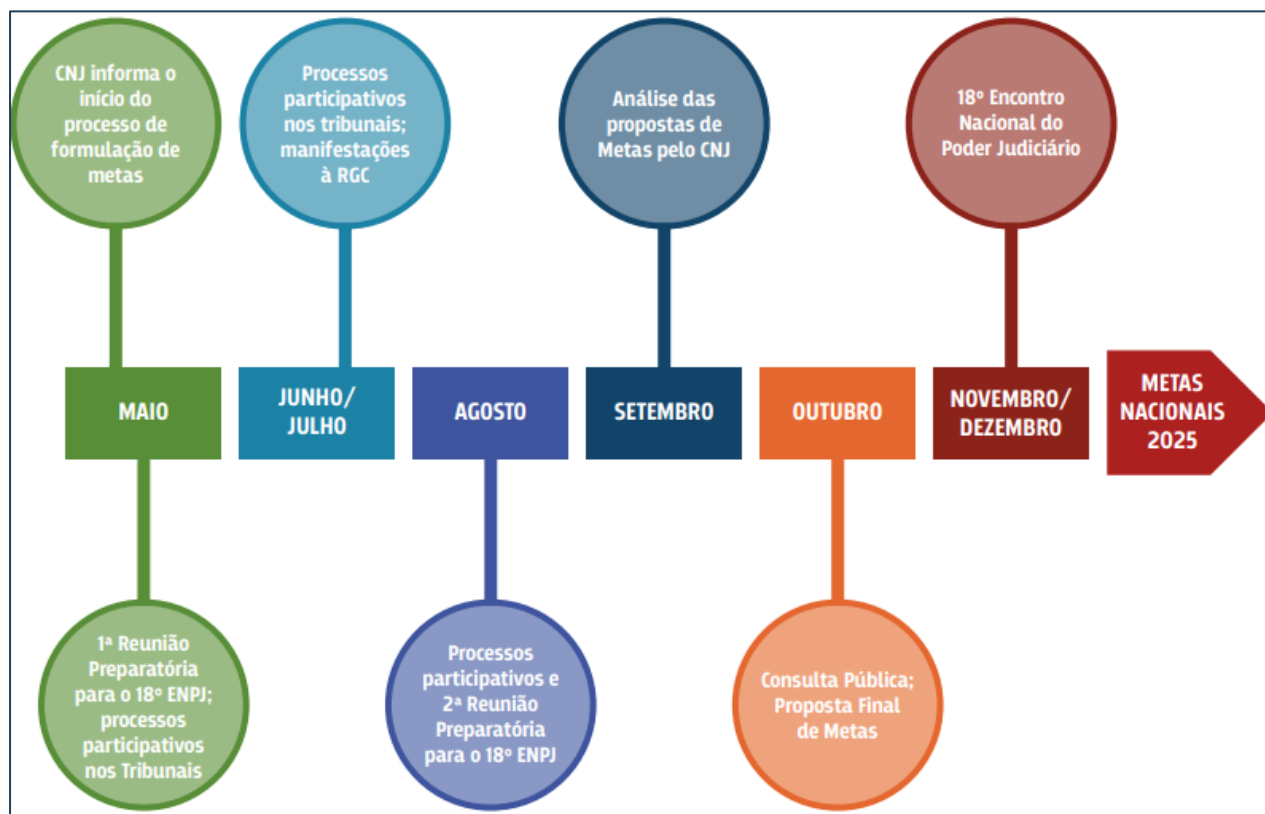 CNJ informa o
início do
processo de
formulação de
metas
Processos
participativos
nos tribunais;
manifestações
à RGC
Análise das
propostas de
Metas pelo CNJ
18º Encontro
Nacional do
Poder Judiciário
MAIO
JUNHO/
JULHO
AGOSTO
SETEMBRO
OUTUBRO
NOVEMBRO/
DEZEMBRO
METAS
NACIONAIS
2025
1ª Reunião
Preparatória
para o 18º ENPJ;
processos
participativos
nos Tribunais
Processos
participativos e
2ª Reunião
Preparatória
para o 18º ENPJ
Consulta Pública;
Proposta Final
de Metas